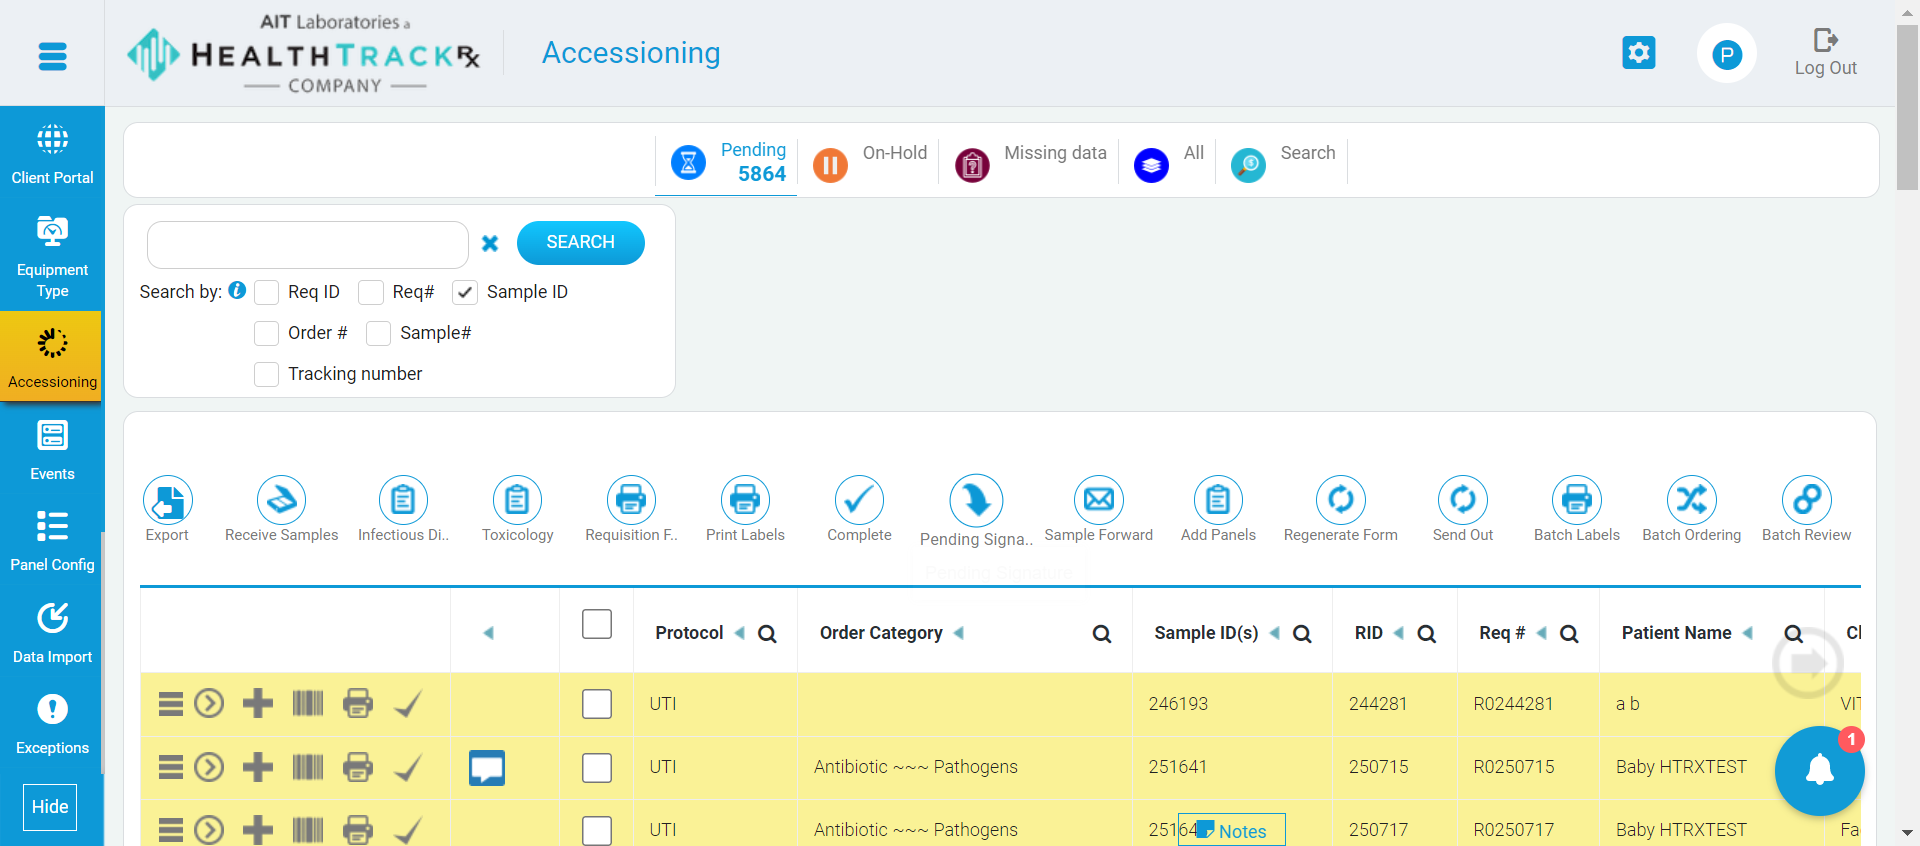 AIT Laboratories a
HEALTHTRACKRx
COMPANY
Accessioning
P
Log Out
Client Portal
Equipment
Type
Accessioning
Events
Panel Config
Data Import
Exceptions
Hide
Pending
5864
On-Hold
Missing data
All
Search
SEARCH
Search by:
Req ID
Req#
Sample ID
Order #
Sample#
Tracking number
Export
Receive Samples
Infectious Di..
Toxicology
Requisition F..
Print Labels
Complete
Pending Signa..
Sample Forward
Add Panels
Regenerate Form
Send Out
Batch Labels
Batch Ordering
Batch Review
Pending Signature
Protocol Order Category Sample ID(s) RID Req # Patient Name Cl
UTI 246193 244281 R0244281 a b VIT
UTI Antibiotic ~~~ Pathogens 251641 250715 R0250715 Baby HTRXTEST
1
UTI Antibiotic ~~~ Pathogens 25164 250717 R0250717 Baby HTRXTEST Fa
Notes